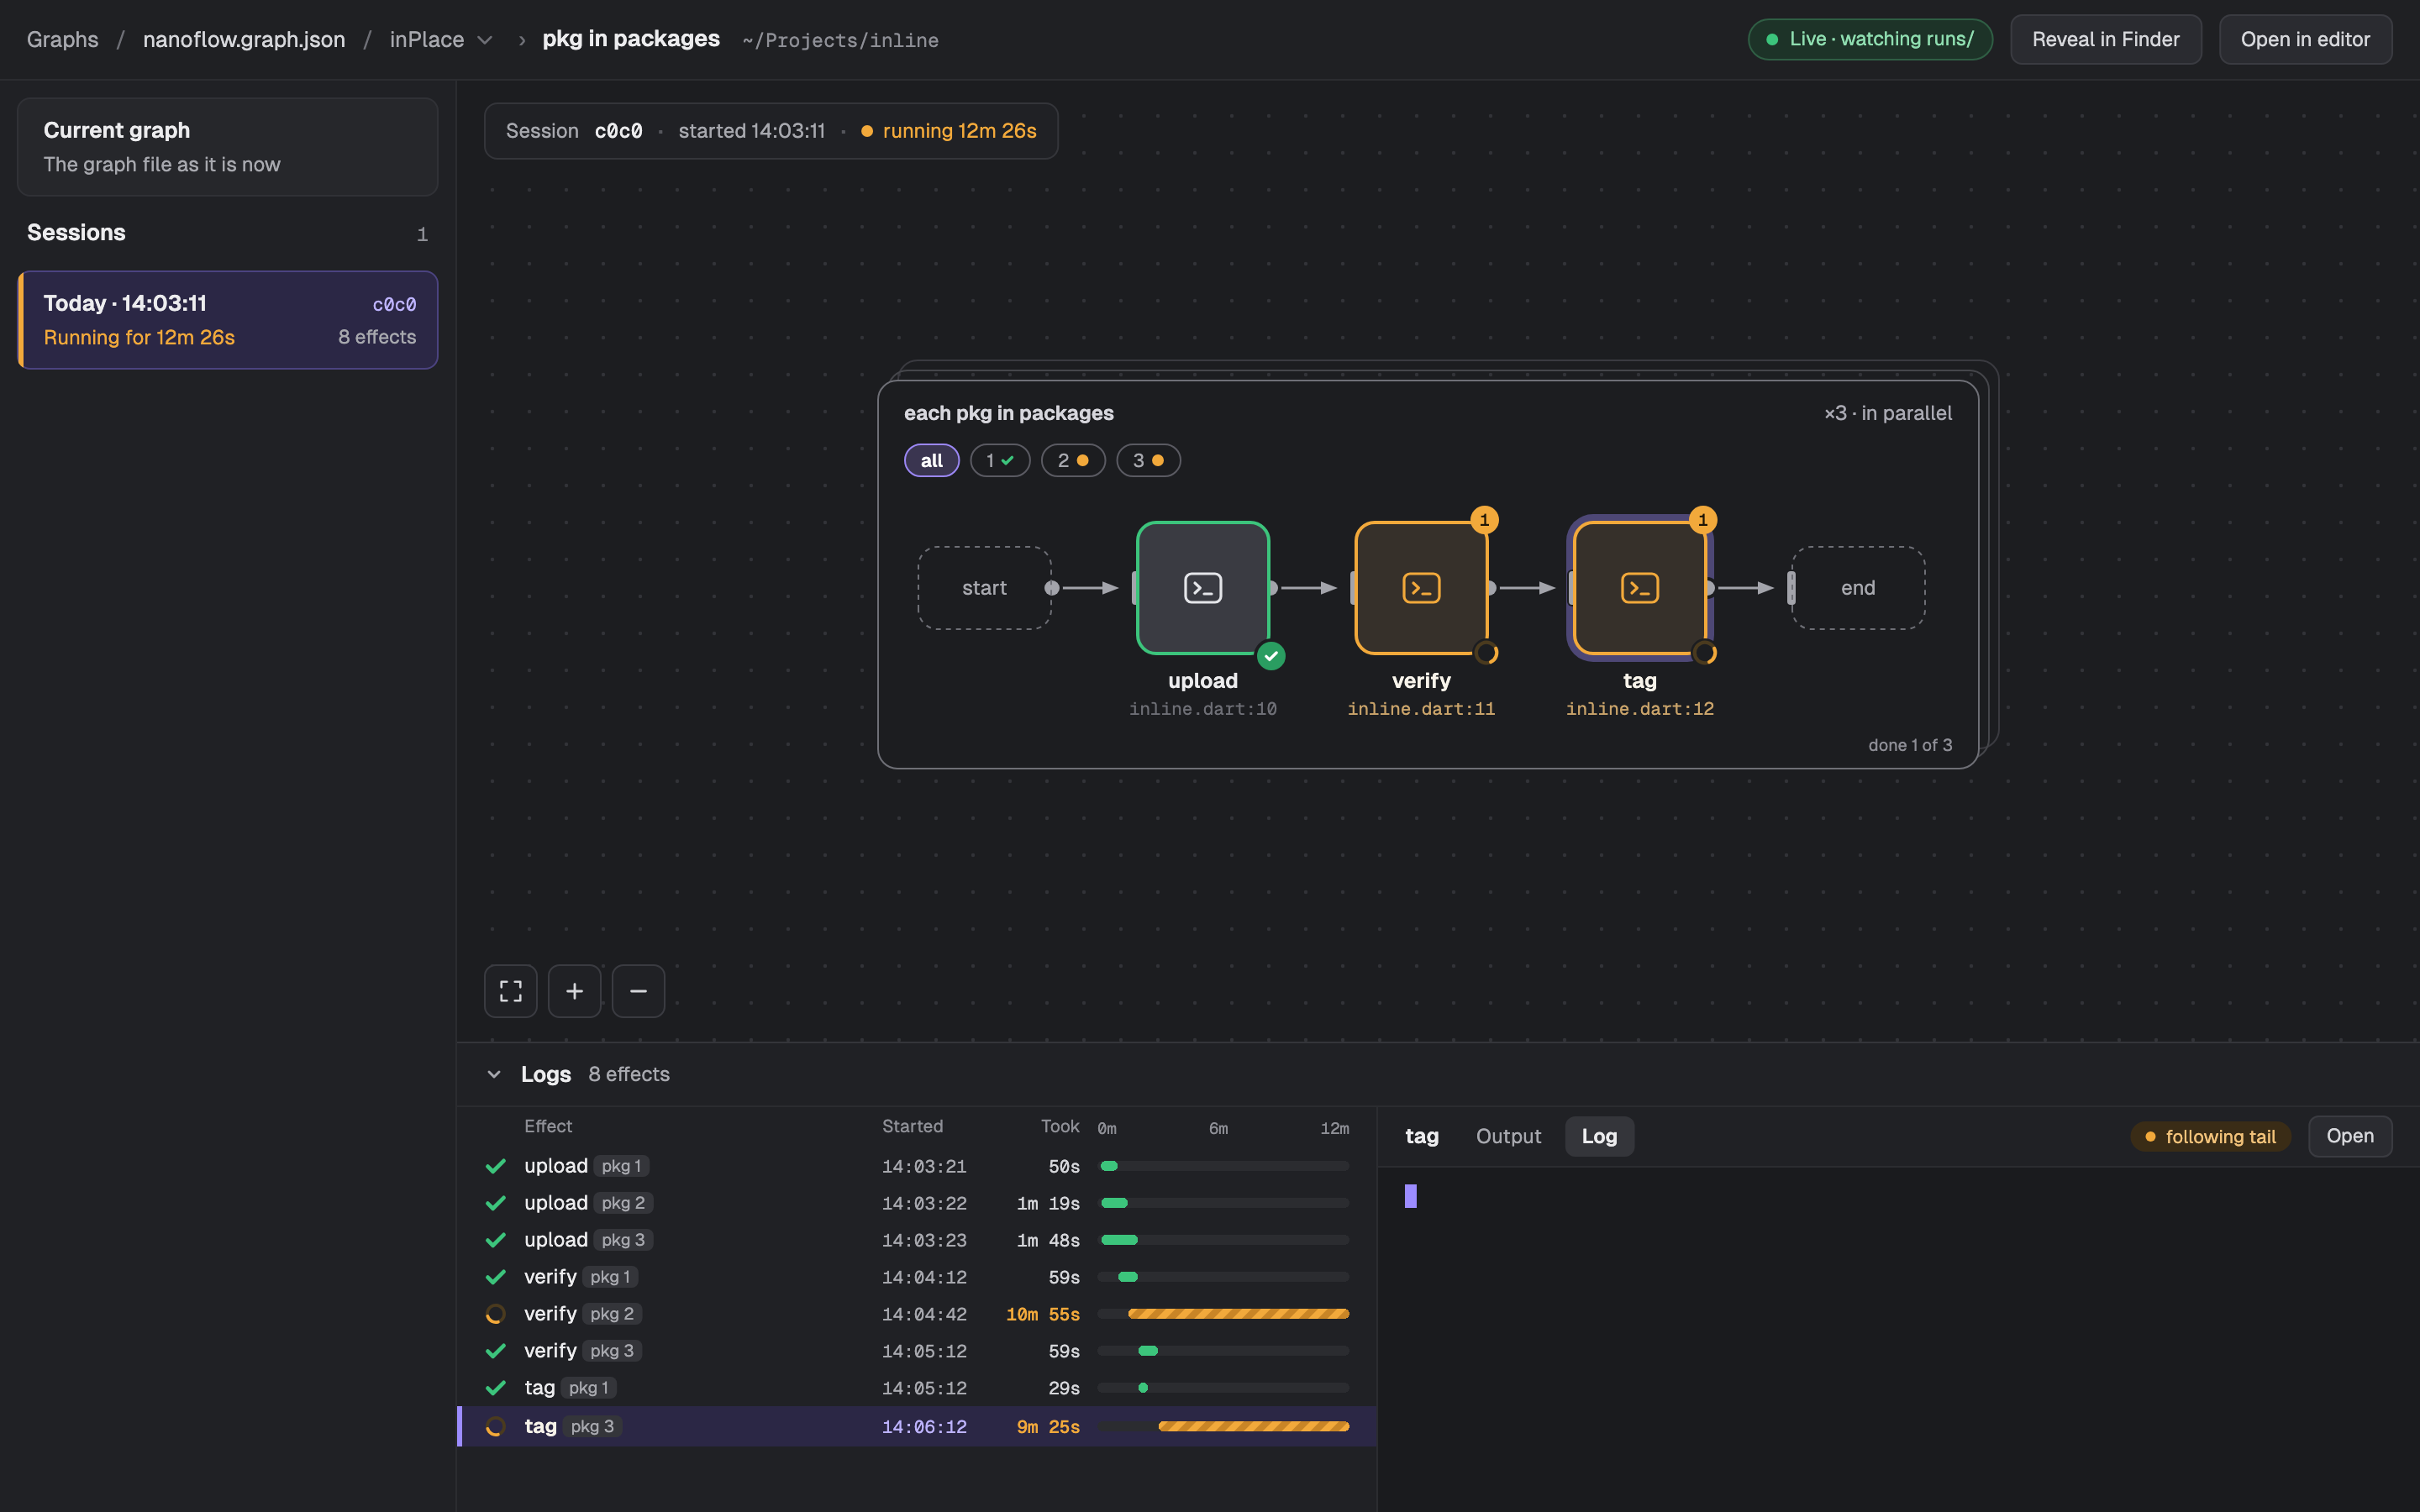 Graphs / nanoflow.graph.json / inPlace › pkg in packages ~/Projects/inline
Live · watching runs/
Reveal in Finder
Open in editor
Current graph
The graph file as it is now
Sessions 1
Today · 14:03:11 c0c0
Running for 12m 26s 8 effects
Session c0c0 · started 14:03:11 · running 12m 26s
each pkg in packages ×3 · in parallel
all 1 2 3
1 1
start
end
>_ >_ >_
upload verify tag
inline.dart:10 inline.dart:11 inline.dart:12
done 1 of 3
Logs 8 effects
Effect Started Took 0m 6m 12m
upload pkg 1 14:03:21 50s
upload pkg 2 14:03:22 1m 19s
upload pkg 3 14:03:23 1m 48s
verify pkg 1 14:04:12 59s
verify pkg 2 14:04:42 10m 55s
verify pkg 3 14:05:12 59s
tag pkg 1 14:05:12 29s
tag pkg 3 14:06:12 9m 25s
tag Output Log following tail Open